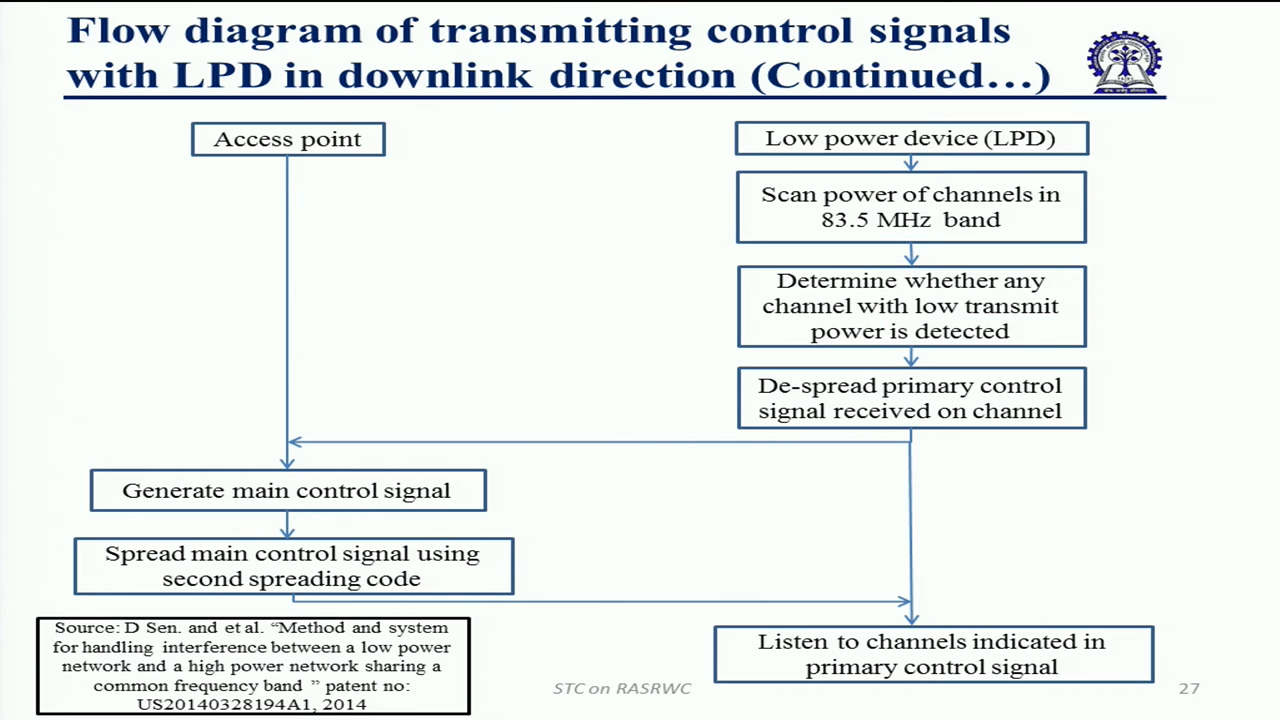 Flow diagram of transmitting control signals
with LPD in downlink direction (Continued…)
Access point
Low power device (LPD)
Scan power of channels in
83.5 MHz band
Determine whether any
channel with low transmit
power is detected
De-spread primary control
signal received on channel
Generate main control signal
Spread main control signal using
second spreading code
Listen to channels indicated in
primary control signal
Source: D Sen. and et al. “Method and system
for handling interference between a low power
network and a high power network sharing a
common frequency band ” patent no:
US20140328194A1, 2014
STC on RASRWC
27